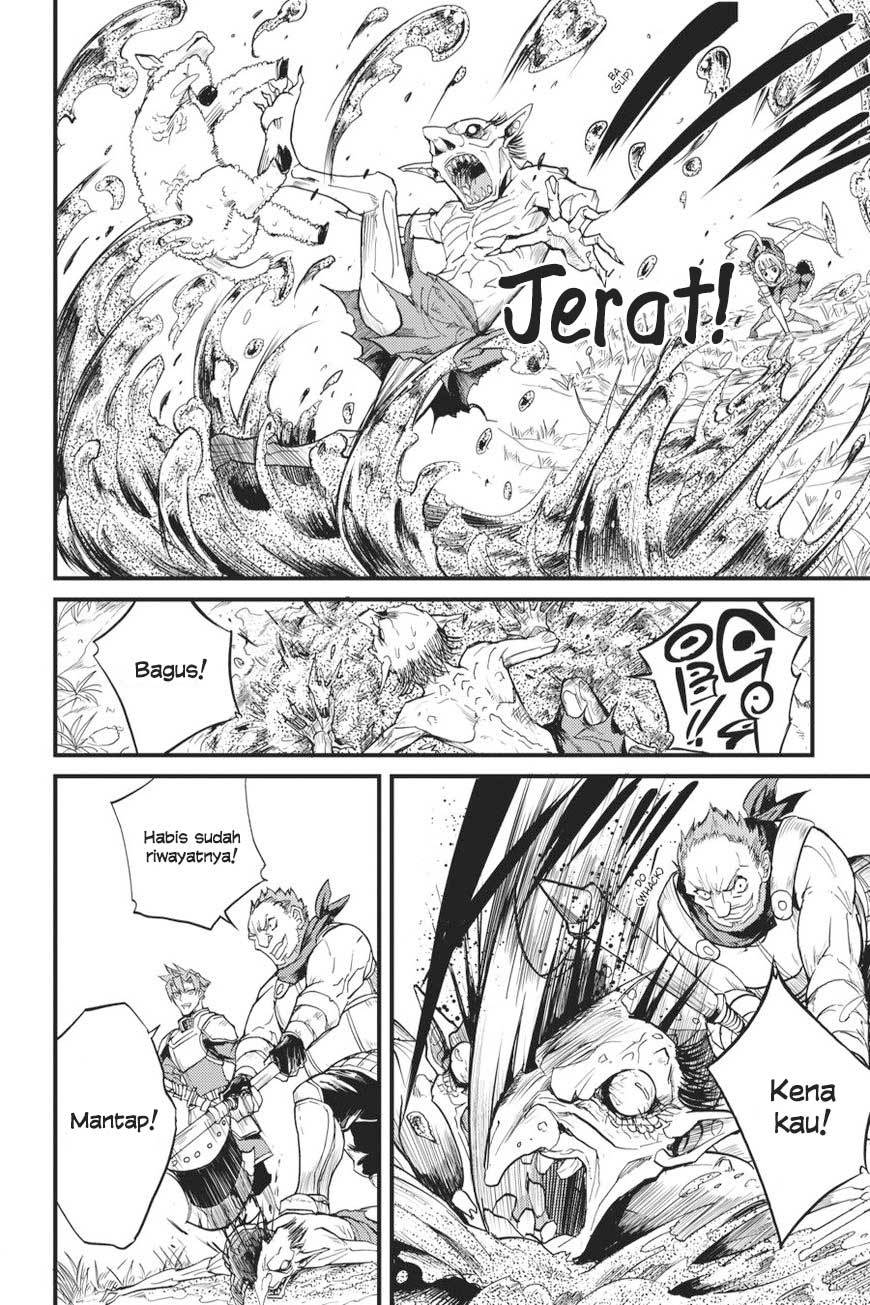 BA
(SLIP)
Jerat!
Bagus!
DO
(WHACK)
Kena
kau!
Habis sudah
riwayatnya!
Mantap!